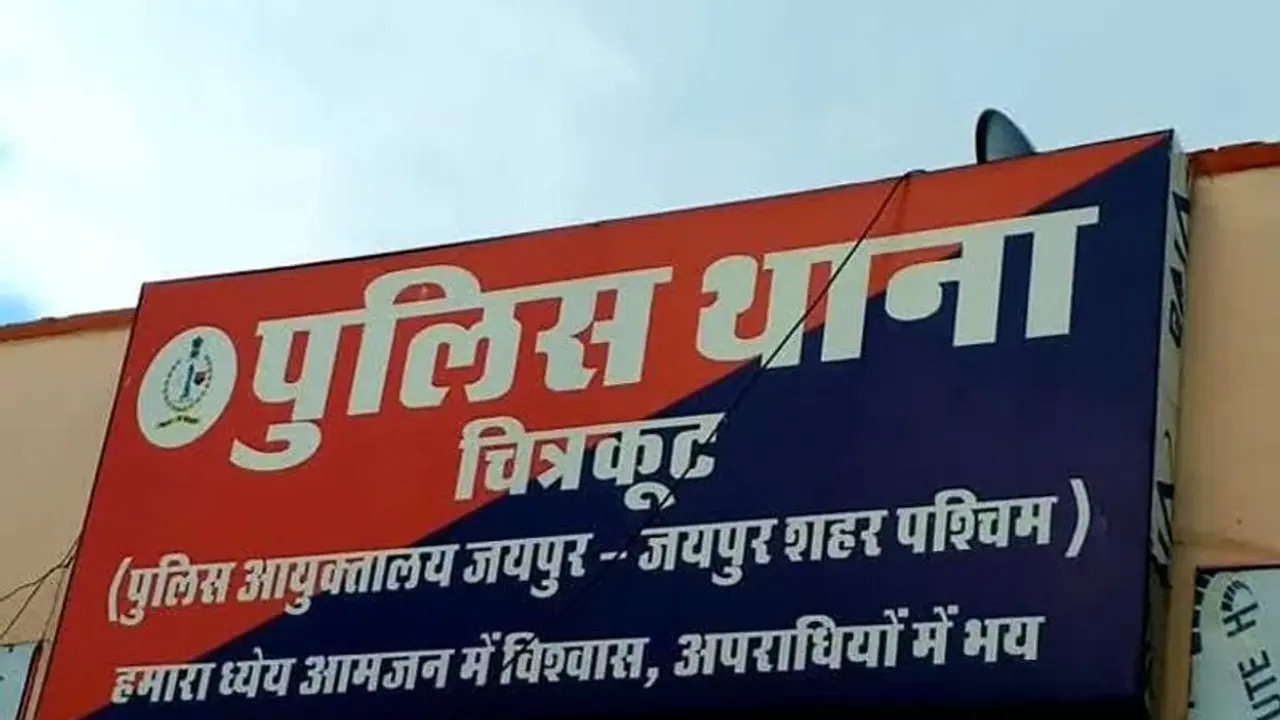 पुलिस थाना
चित्रकूट
(पुलिस आयुक्तालय जयपुर - जयपुर शहर पश्चिम)
हमारा ध्येय आमजन में विश्वास, अपराधियों में भय